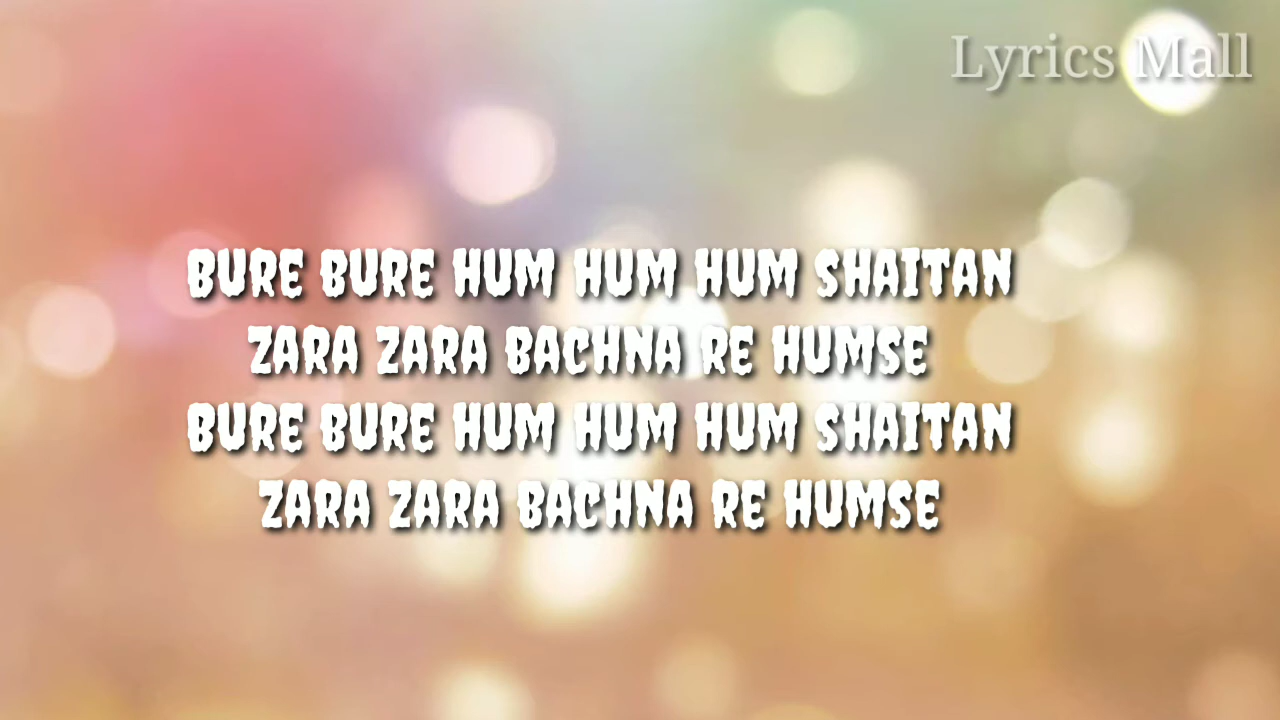 Lyrics Mall
BURE BURE HUM HUM HUM SHAITAN
ZARA ZARA BACHNA RE HUMSE
BURE BURE HUM HUM HUM SHAITAN
ZARA ZARA BACHNA RE HUMSE